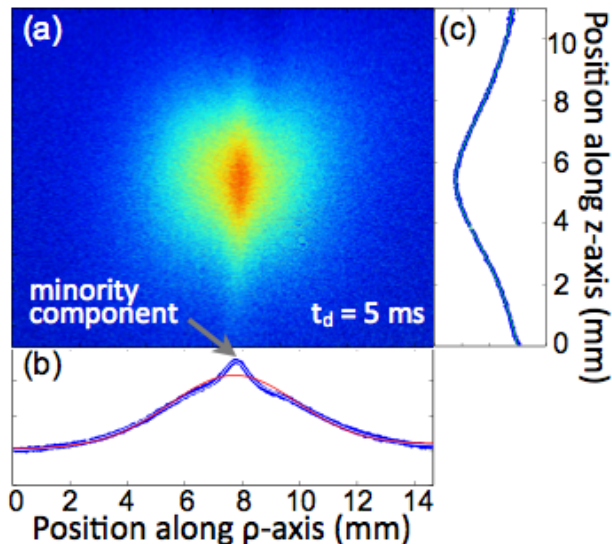 (a)
minority
component
t_d = 5 ms
(b)
0 2 4 6 8 10 12 14
Position along ρ-axis (mm)
(c)
10
8
6
4
2
0
Position along z-axis (mm)